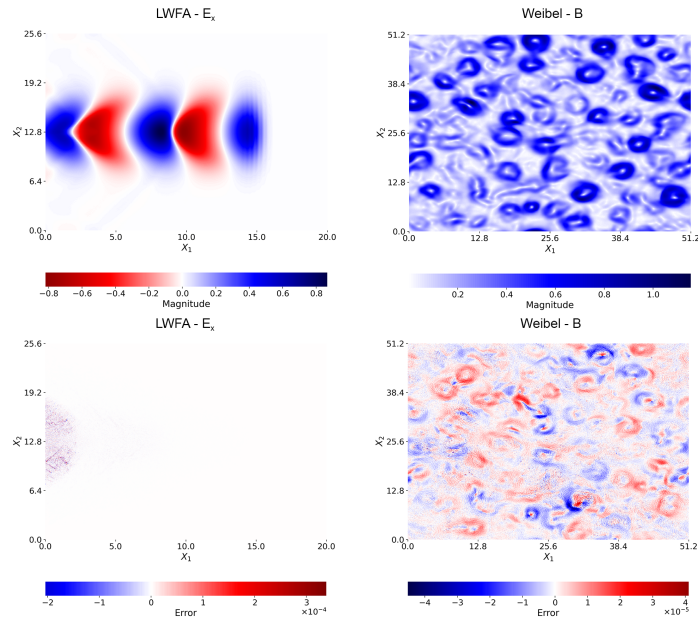 LWFA - Ex
25.6
19.2
X2
12.8
6.4
0.0
0.0 5.0 10.0 15.0 20.0
X1
−0.8 −0.6 −0.4 −0.2 0.0 0.2 0.4 0.6 0.8
Magnitude
Weibel - B
51.2
38.4
X2
25.6
12.8
0.0
0.0 12.8 25.6 38.4 51.2
X1
0.2 0.4 0.6 0.8 1.0
Magnitude
LWFA - Ex
25.6
19.2
X2
12.8
6.4
0.0
0.0 5.0 10.0 15.0 20.0
X1
−2 −1 0 1 2 3
Error
×10−4
Weibel - B
51.2
38.4
X2
25.6
12.8
0.0
0.0 12.8 25.6 38.4 51.2
X1
−4 −3 −2 −1 0 1 2 3 4
Error
×10−5